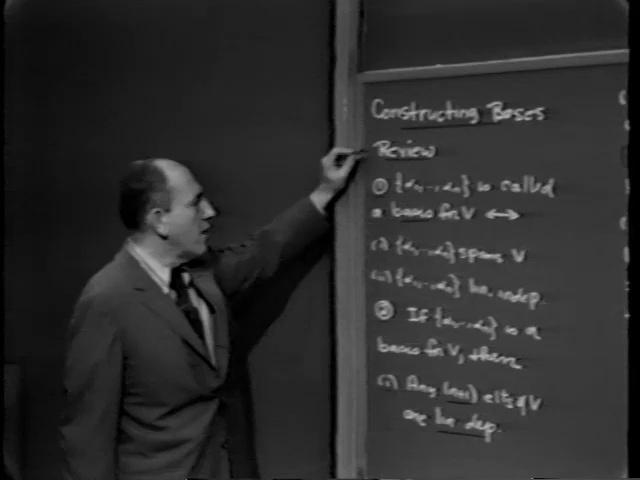 Constructing Bases
Review
① {α₁,...,αₙ} is called
a basis for V ↔
(i) {α₁,...,αₙ} spans V
(ii) {α₁,...,αₙ} lin. indep.
② If {α₁,...,αₙ} is a
basis for V, then
(i) Any (n+1) elts of V
are lin dep.